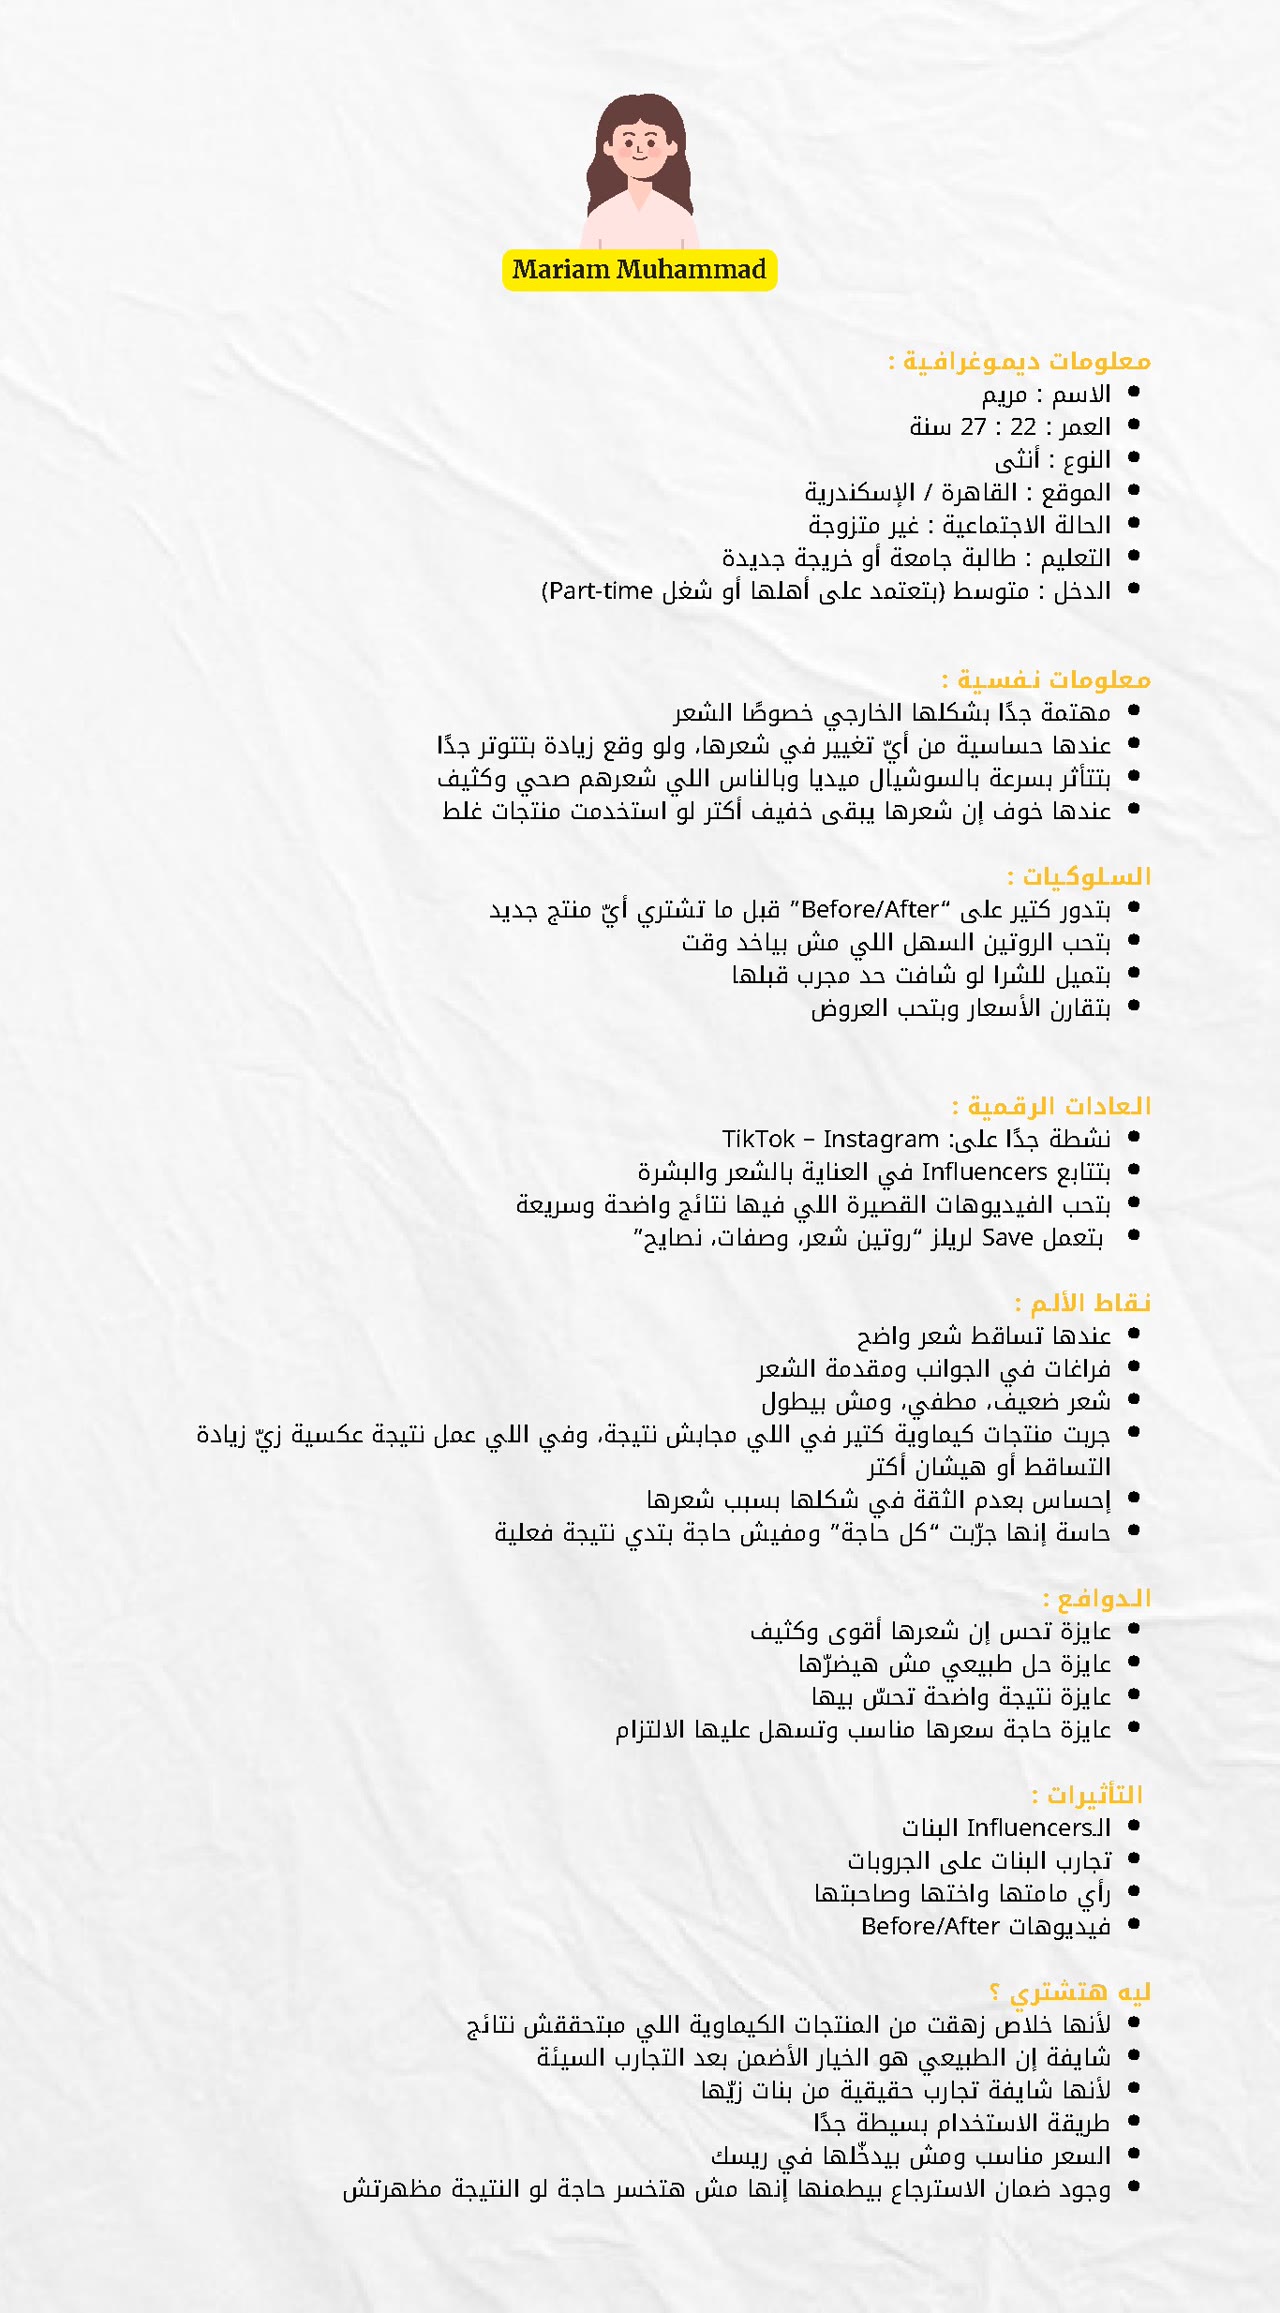 Mariam Muhammad
معلومات ديموغرافية :
• الاسم : مريم
• العمر : 22 : 27 سنة
• النوع : أنثى
• الموقع : القاهرة / الإسكندرية
• الحالة الاجتماعية : غير متزوجة
• التعليم : طالبة جامعة أو خريجة جديدة
• الدخل : متوسط (بتعتمد على أهلها أو شغل Part-time)
معلومات نفسية :
• مهتمة جدًا بشكلها الخارجي خصوصًا الشعر
• عندها حساسية من أيّ تغيير في شعرها، ولو وقع زيادة بتتوتر جدًا
• بتتأثر بسرعة بالسوشيال ميديا وبالناس اللي شعرهم صحي وكثيف
• عندها خوف إن شعرها يبقى خفيف أكتر لو استخدمت منتجات غلط
السلوكيات :
• بتدور كتير على “Before/After” قبل ما تشتري أيّ منتج جديد
• بتحب الروتين السهل اللي مش بياخد وقت
• بتميل للشرا لو شافت حد مجرب قبلها
• بتقارن الأسعار وبتحب العروض
العادات الرقمية :
• نشطة جدًا على: TikTok – Instagram
• بتتابع Influencers في العناية بالشعر والبشرة
• بتحب الفيديوهات القصيرة اللي فيها نتائج واضحة وسريعة
• بتعمل Save لريلز “روتين شعر، وصفات، نصايح”
نقاط الألم :
• عندها تساقط شعر واضح
• فراغات في الجوانب ومقدمة الشعر
• شعر ضعيف، مطفي، ومش بيطول
• جربت منتجات كيماوية كتير في اللي مجابش نتيجة، وفي اللي عمل نتيجة عكسية زيّ زيادة
التساقط أو هيشان أكتر
• إحساس بعدم الثقة في شكلها بسبب شعرها
• حاسة إنها جرّبت “كل حاجة” ومفيش حاجة بتدي نتيجة فعلية
الدوافع :
• عايزة تحس إن شعرها أقوى وكثيف
• عايزة حل طبيعي مش هيضرّها
• عايزة نتيجة واضحة تحسّ بيها
• عايزة حاجة سعرها مناسب وتسهل عليها الالتزام
التأثيرات :
• الـInfluencers البنات
• تجارب البنات على الجروبات
• رأي مامتها واختها وصاحبتها
• فيديوهات Before/After
ليه هتشتري ؟
• لأنها خلاص زهقت من المنتجات الكيماوية اللي مبتحققش نتائج
• شايفة إن الطبيعي هو الخيار الأضمن بعد التجارب السيئة
• لأنها شايفة تجارب حقيقية من بنات زيّها
• طريقة الاستخدام بسيطة جدًا
• السعر مناسب ومش بيدخّلها في ريسك
• وجود ضمان الاسترجاع بيطمنها إنها مش هتخسر حاجة لو النتيجة مظهرتش